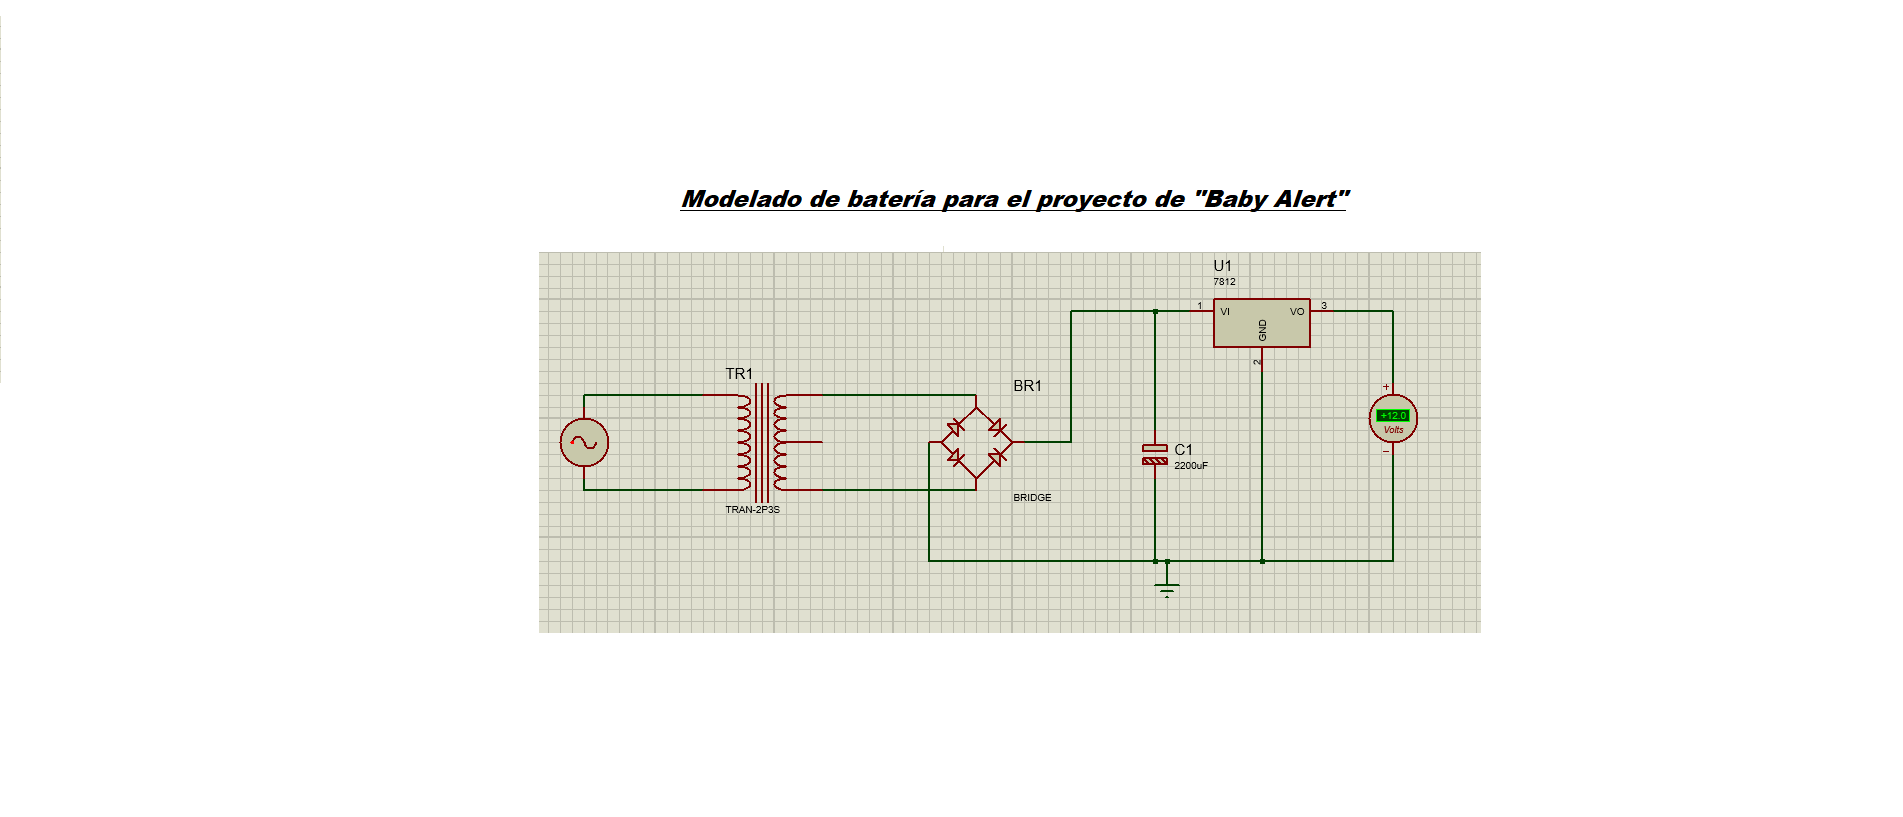 Modelado de batería para el proyecto de "Baby Alert"
U1
7812
1
VI
VO
3
GND
2
TR1
TRAN-2P3S
BR1
BRIDGE
C1
2200uF
+
+12.0
Volts
−